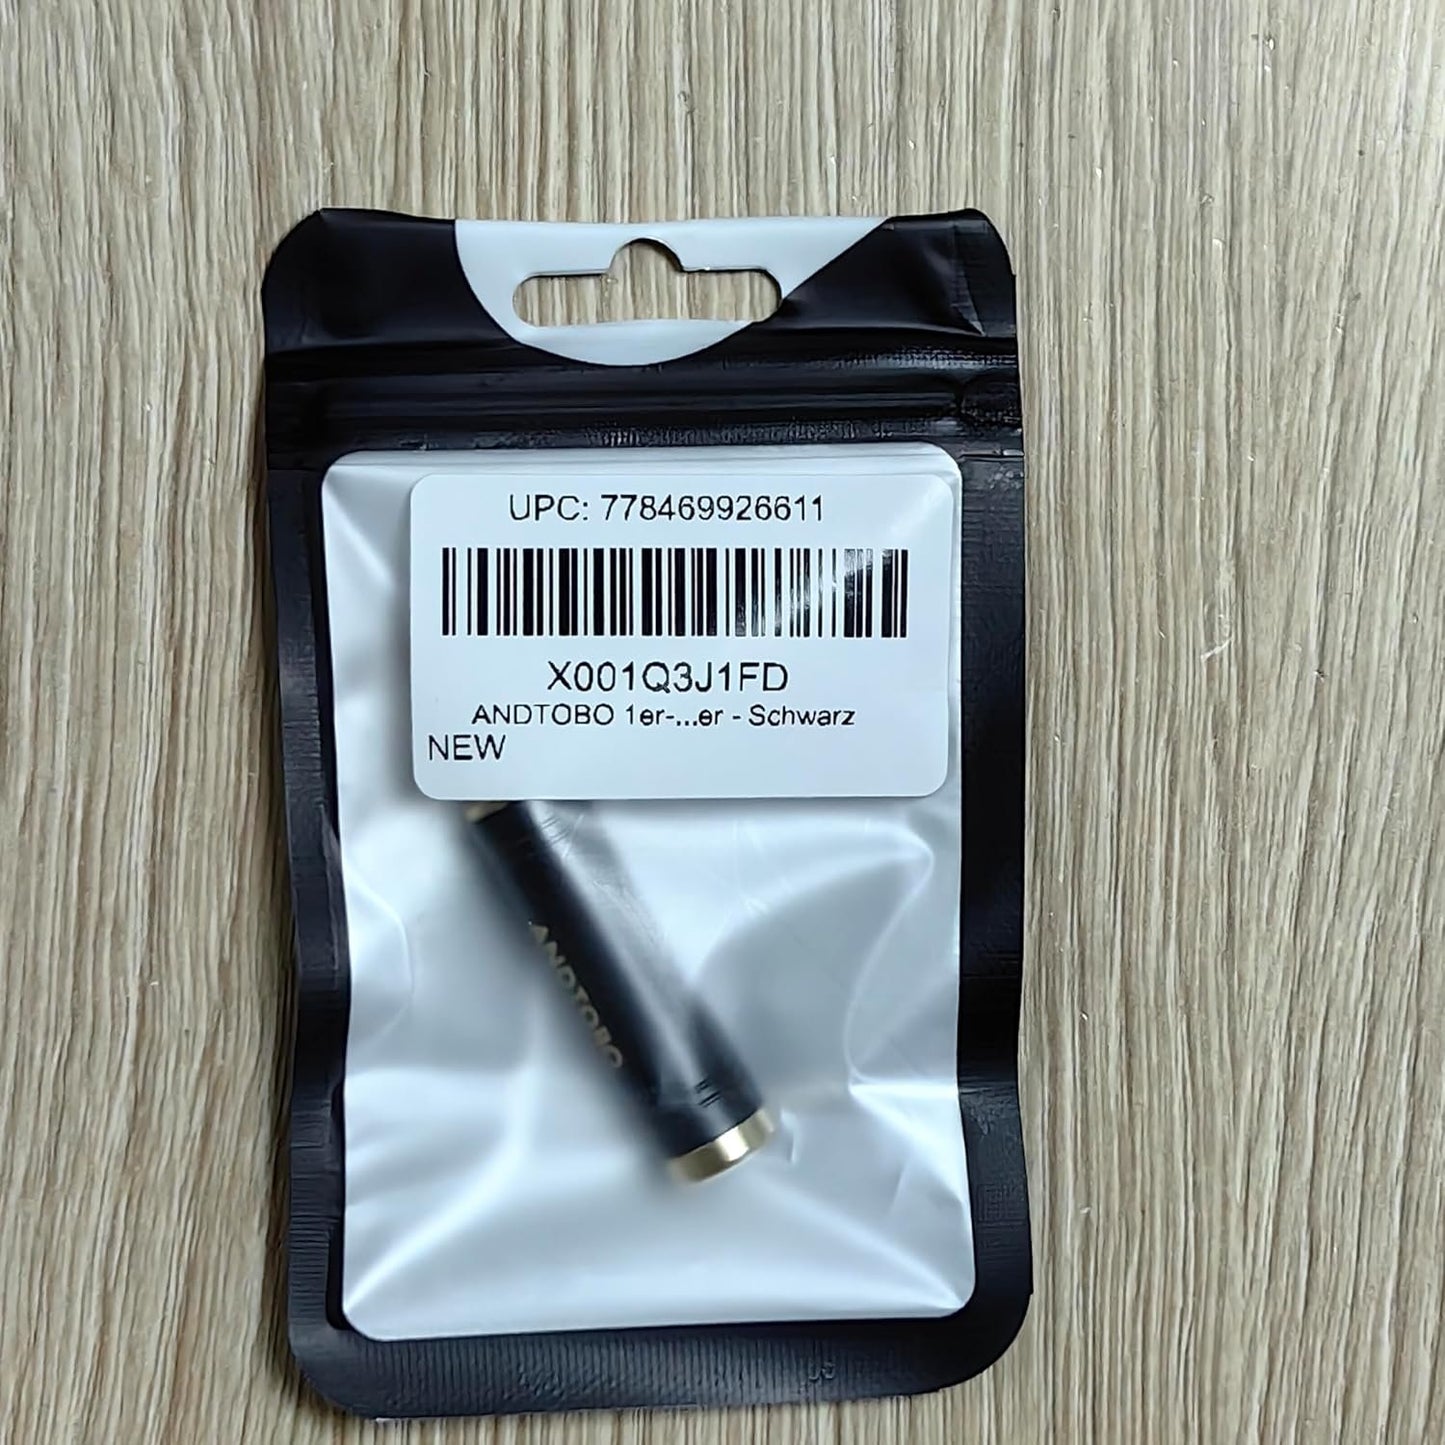 UPC: 778469926611
X001Q3J1FD
ANDTOBO 1er-...er - Schwarz
NEW
ANDTOBO